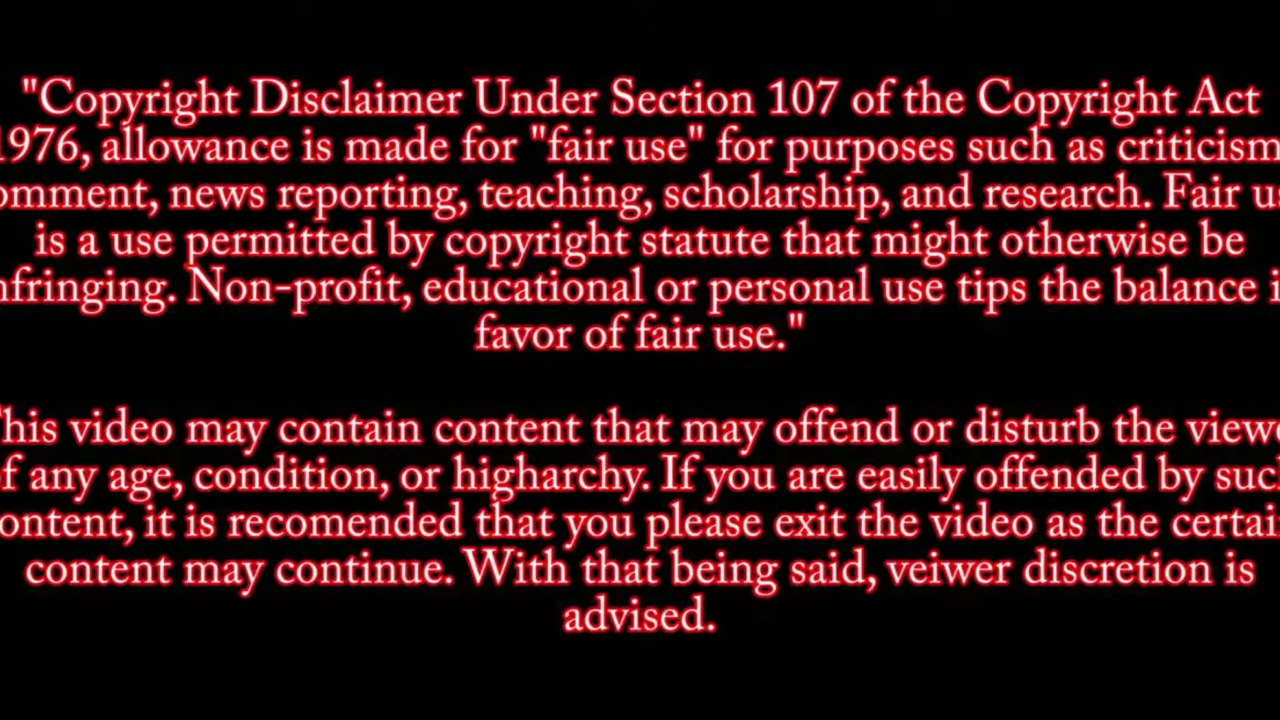 "Copyright Disclaimer Under Section 107 of the Copyright Act
1976, allowance is made for "fair use" for purposes such as criticism
omment, news reporting, teaching, scholarship, and research. Fair u
is a use permitted by copyright statute that might otherwise be
nfringing. Non-profit, educational or personal use tips the balance i
favor of fair use."
This video may contain content that may offend or disturb the viewe
of any age, condition, or higharchy. If you are easily offended by suc
ontent, it is recomended that you please exit the video as the certai
content may continue. With that being said, veiwer discretion is
advised.